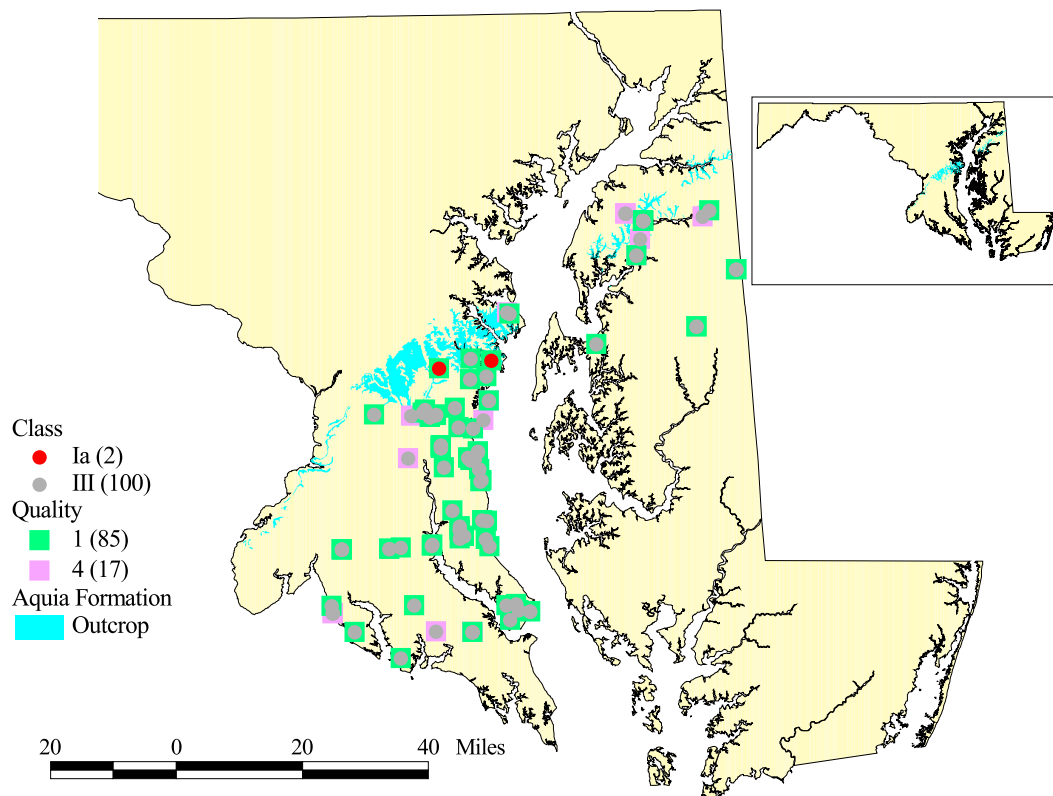 Class
Ia (2)
III (100)
Quality
1 (85)
4 (17)
Aquia Formation
Outcrop
20 0 20 40 Miles